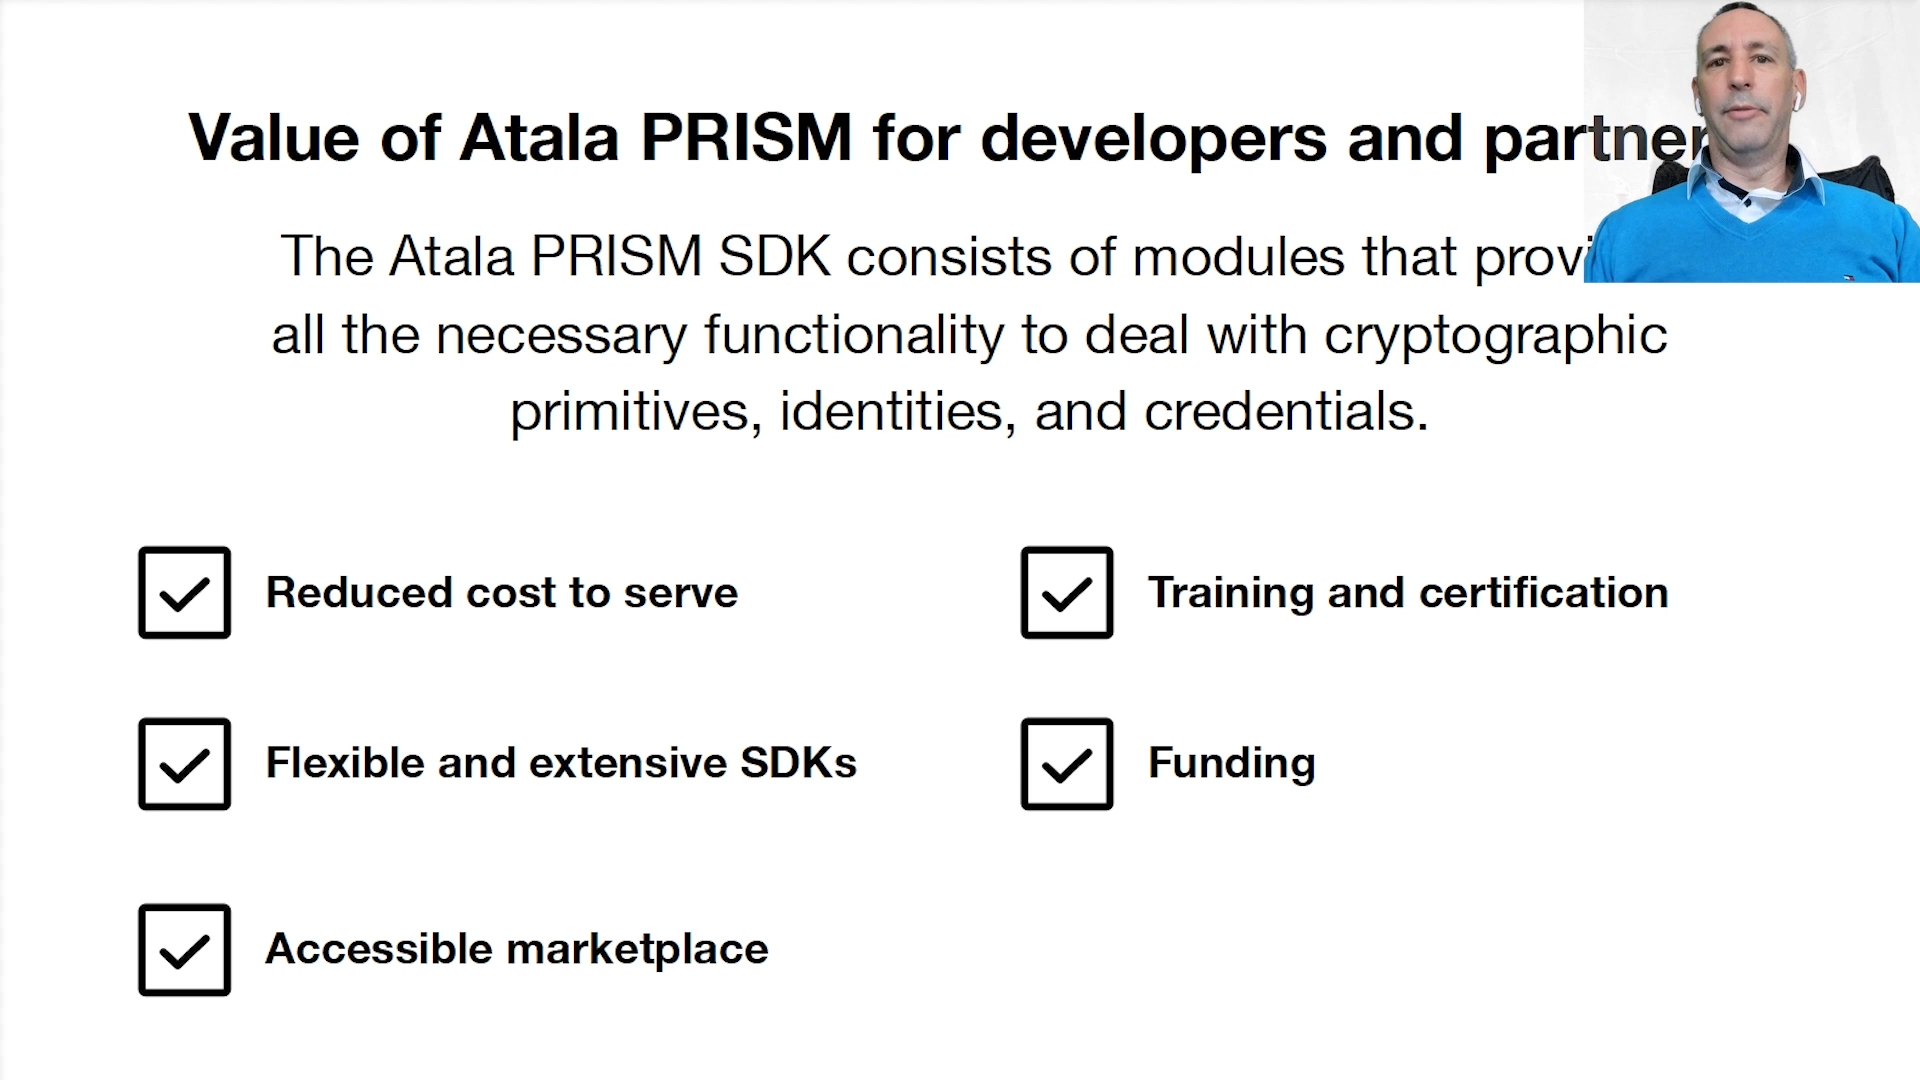 Value of Atala PRISM for developers and partner
The Atala PRISM SDK consists of modules that provi
all the necessary functionality to deal with cryptographic
primitives, identities, and credentials.
Reduced cost to serve
Training and certification
Flexible and extensive SDKs
Funding
Accessible marketplace